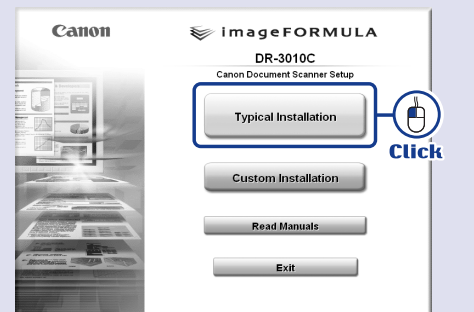 Canon
imageFORMULA
DR-3010C
Canon Document Scanner Setup
Typical Installation
Click
Custom Installation
Read Manuals
Exit